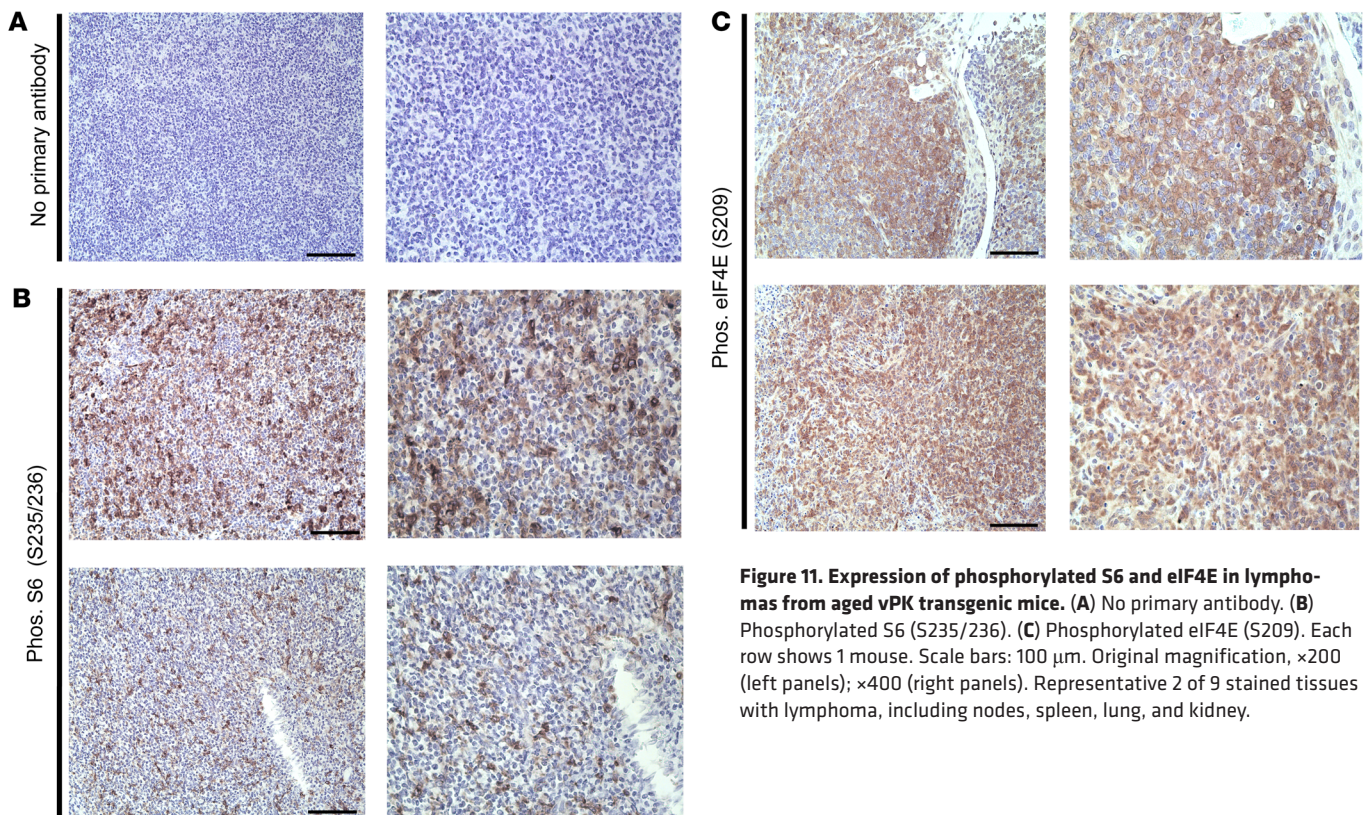 A
No primary antibody
B
Phos. S6 (S235/236)
C
Phos. eIF4E (S209)
Figure 11. Expression of phosphorylated S6 and eIF4E in lympho-
mas from aged vPK transgenic mice. (A) No primary antibody. (B)
Phosphorylated S6 (S235/236). (C) Phosphorylated eIF4E (S209). Each
row shows 1 mouse. Scale bars: 100 μm. Original magnification, ×200
(left panels); ×400 (right panels). Representative 2 of 9 stained tissues
with lymphoma, including nodes, spleen, lung, and kidney.